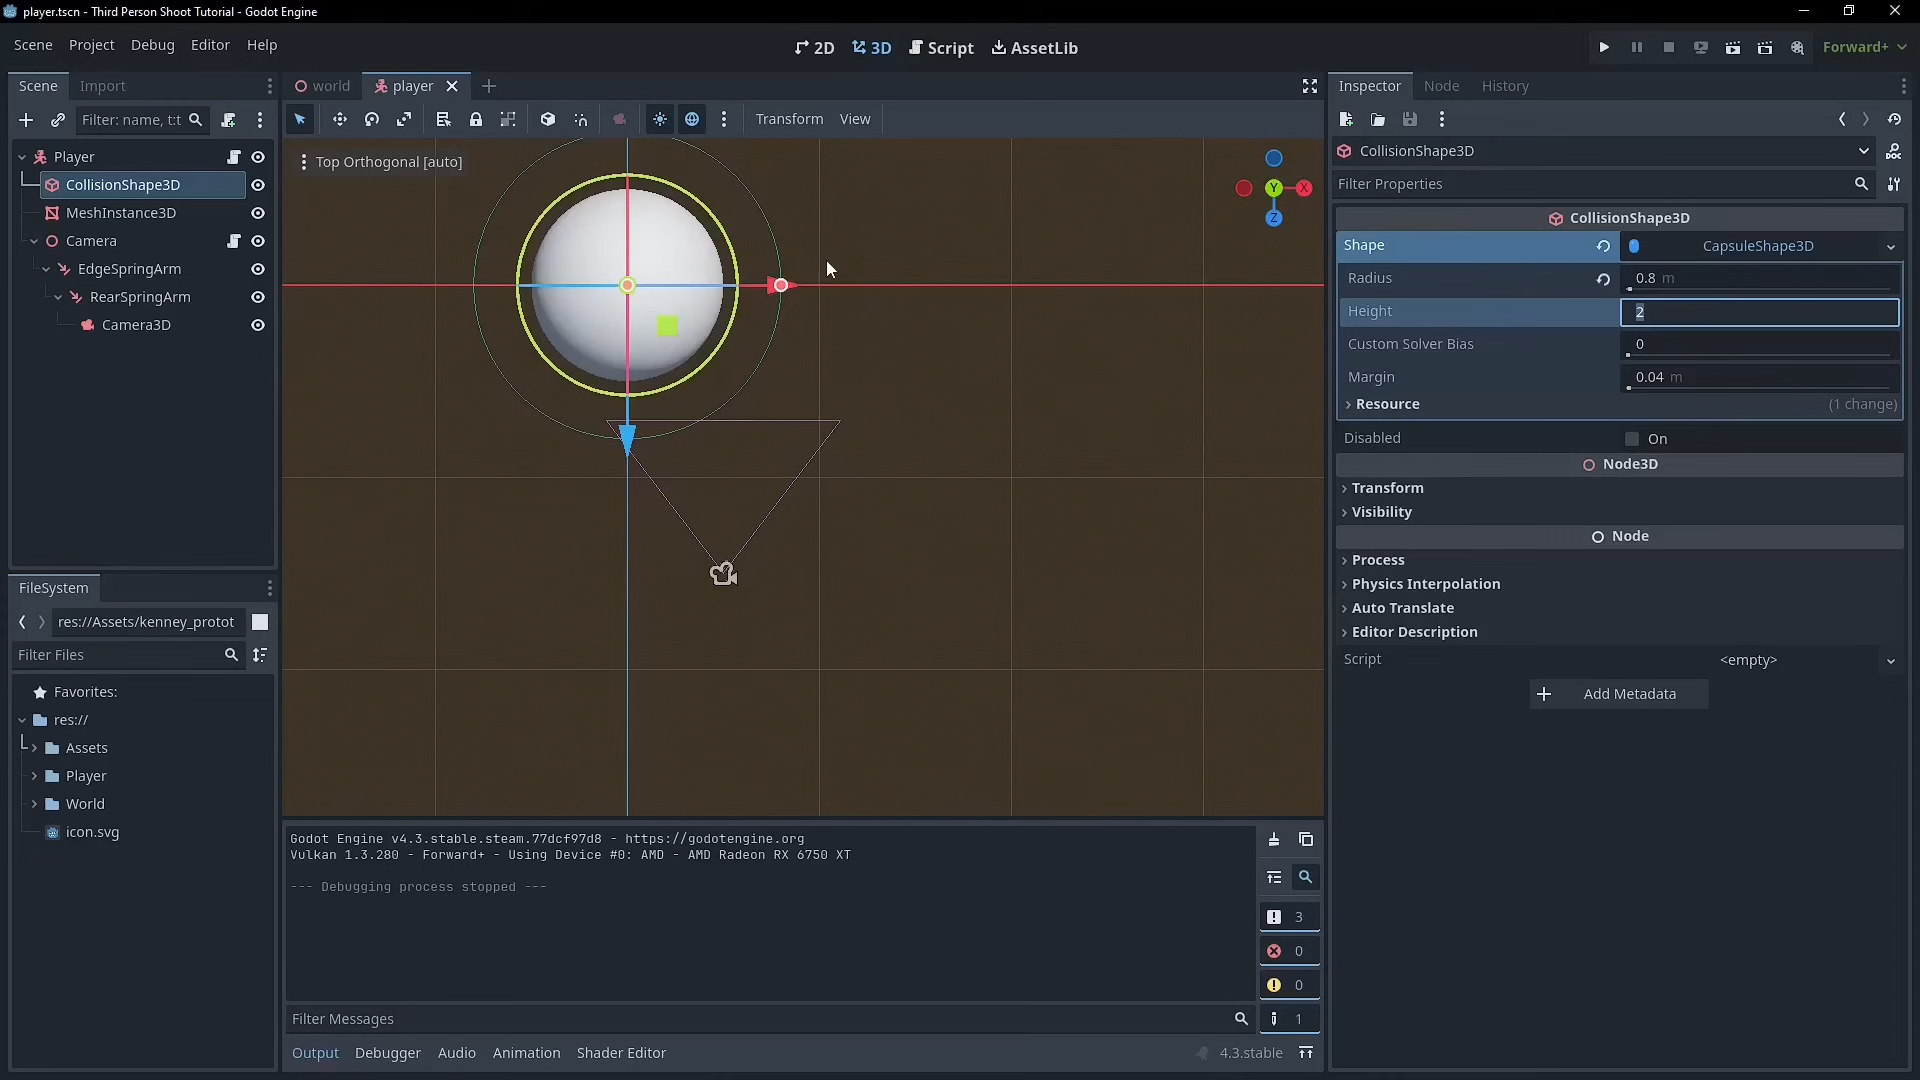 player.tscn - Third Person Shoot Tutorial - Godot Engine
Scene Project Debug Editor Help
2D 3D Script AssetLib
Forward+
Scene Import
world player
Inspector Node History
Filter: name, t:t
Transform View
CollisionShape3D
Filter Properties
Player
CollisionShape3D
MeshInstance3D
Camera
EdgeSpringArm
RearSpringArm
Camera3D
Top Orthogonal [auto]
Y X
Z
CollisionShape3D
Shape CapsuleShape3D
Radius 0.8 m
Height 2
Custom Solver Bias 0
Margin 0.04 m
Resource (1 change)
Disabled On
Node3D
Transform
Visibility
Node
Process
Physics Interpolation
Auto Translate
Editor Description
Script <empty>
Add Metadata
FileSystem
res://Assets/kenney_protot
Filter Files
Favorites:
res://
Assets
Player
World
icon.svg
Godot Engine v4.3.stable.steam.77dcf97d8 - https://godotengine.org
Vulkan 1.3.280 - Forward+ - Using Device #0: AMD - AMD Radeon RX 6750 XT
--- Debugging process stopped ---
3
0
0
1
Filter Messages
Output Debugger Audio Animation Shader Editor
4.3.stable